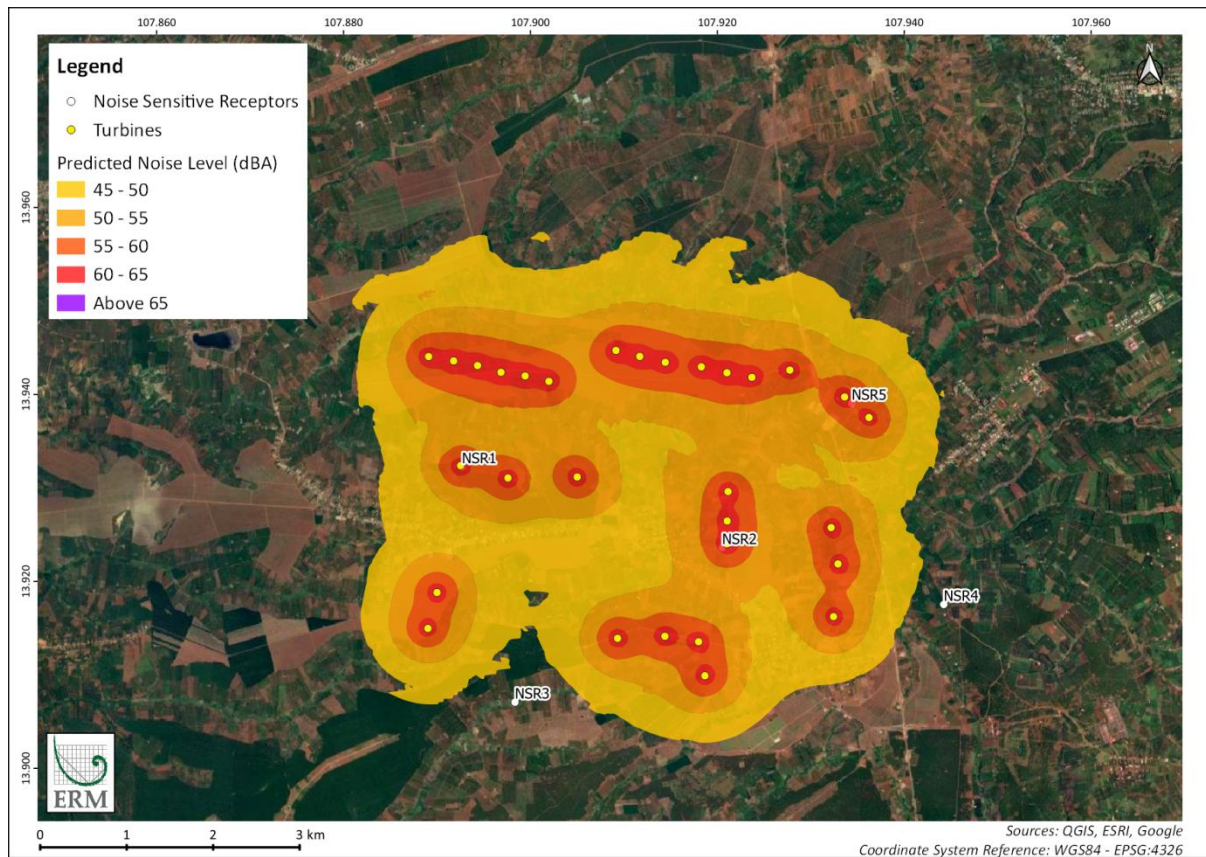 107.860 107.880 107.900 107.920 107.940 107.960
Legend
Noise Sensitive Receptors
Turbines
Predicted Noise Level (dBA)
45 - 50
50 - 55
55 - 60
60 - 65
Above 65
N
13.960
13.940
13.920
13.900
NSR5
NSR1
NSR2
NSR4
NSR3
ERM
0 1 2 3 km
Sources: QGIS, ESRI, Google
Coordinate System Reference: WGS84 - EPSG:4326